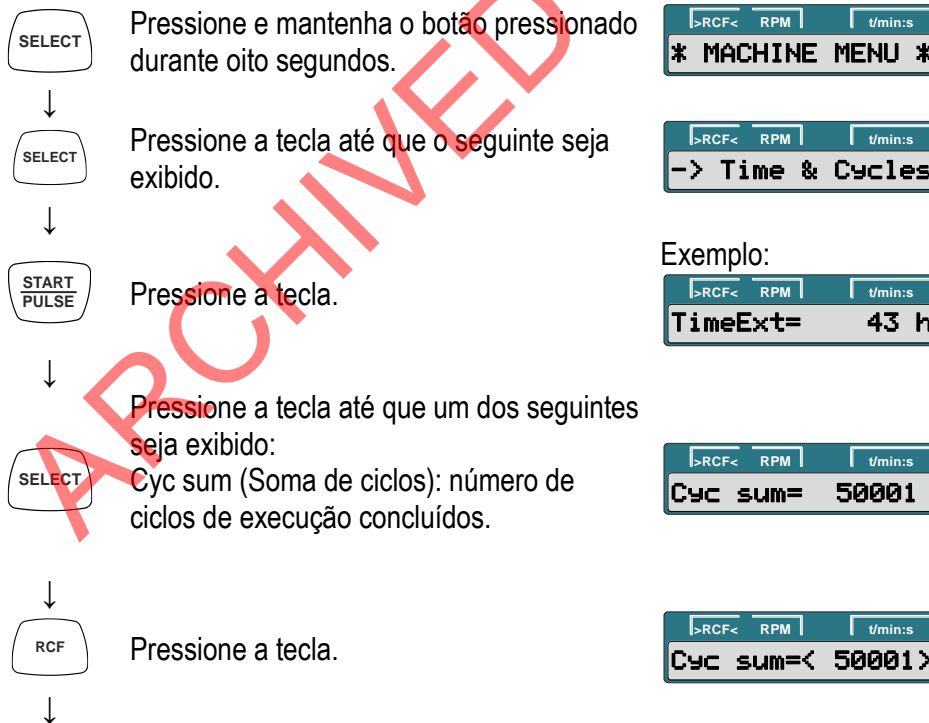 SELECT
Pressione e mantenha o botão pressionado
durante oito segundos.
>RCF< RPM t/min:s
* MACHINE MENU *
↓
SELECT
Pressione a tecla até que o seguinte seja
exibido.
>RCF< RPM t/min:s
-> Time & Cycles
↓
START
PULSE
Pressione a tecla.
Exemplo:
>RCF< RPM t/min:s
TimeExt= 43 h
↓
SELECT
Pressione a tecla até que um dos seguintes
seja exibido:
Cyc sum (Soma de ciclos): número de
ciclos de execução concluídos.
>RCF< RPM t/min:s
Cyc sum= 50001
↓
RCF
Pressione a tecla.
>RCF< RPM t/min:s
Cyc sum=< 50001>
↓
ARCHIVED